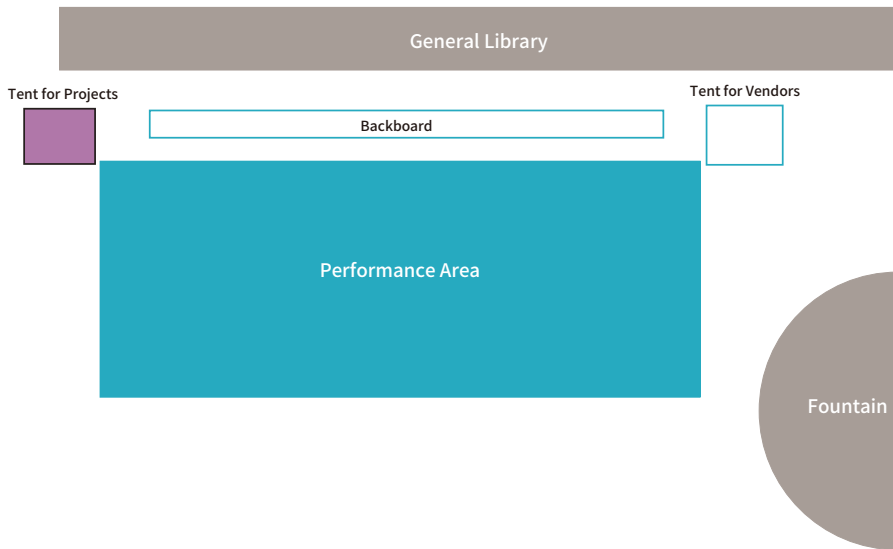 General Library
Tent for Projects
Tent for Vendors
Backboard
Performance Area
Fountain